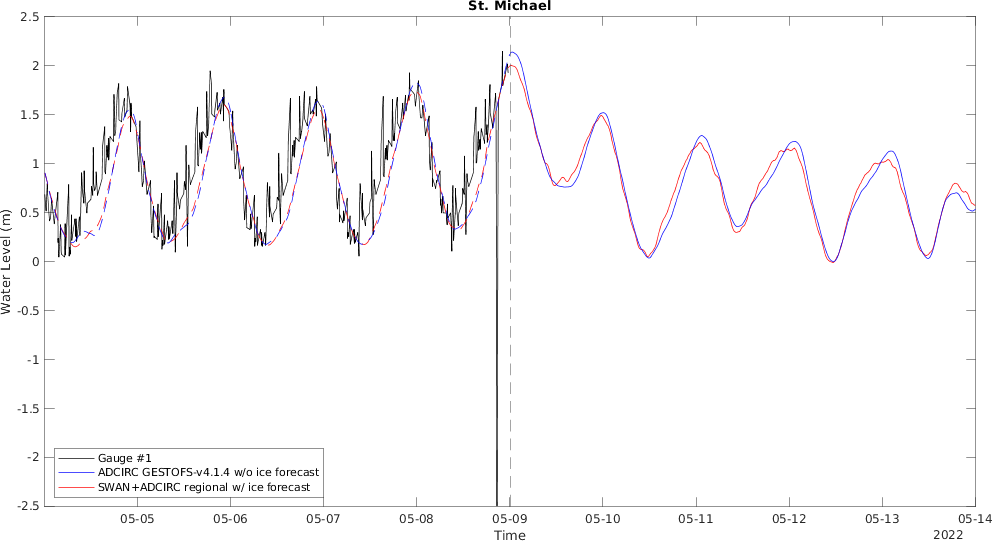 St. Michael
2.5
2
1.5
1
0.5
0
-0.5
-1
-1.5
-2
-2.5
Water Level (m)
Gauge #1
ADCIRC GESTOFS-v4.1.4 w/o ice forecast
SWAN+ADCIRC regional w/ ice forecast
05-05 05-06 05-07 05-08 05-09 05-10 05-11 05-12 05-13 05-14
Time
2022